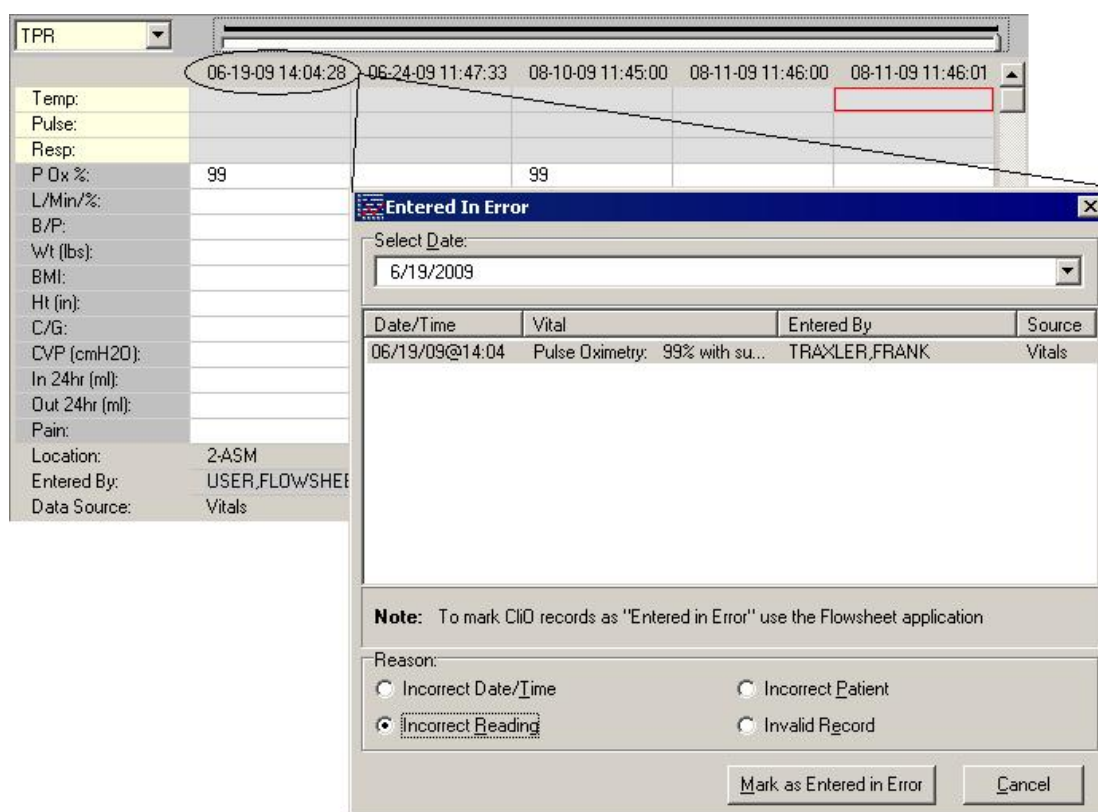 TPR
06-19-09 14:04:28 06-24-09 11:47:33 08-10-09 11:45:00 08-11-09 11:46:00 08-11-09 11:46:01
Temp:
Pulse:
Resp:
P Ox %: 99 99
L/Min/%:
B/P:
Wt (lbs):
BMI:
Ht (in):
C/G:
CVP (cmH2O):
In 24hr (ml):
Out 24hr (ml):
Pain:
Location: 2-ASM
Entered By: USER,FLOWSHEE
Data Source: Vitals
Entered In Error
Select Date:
6/19/2009
Date/Time Vital Entered By Source
06/19/09@14:04 Pulse Oximetry: 99% with su... TRAXLER,FRANK Vitals
Note: To mark CliO records as "Entered in Error" use the Flowsheet application
Reason:
Incorrect Date/Time Incorrect Patient
Incorrect Reading Invalid Record
Mark as Entered in Error Cancel